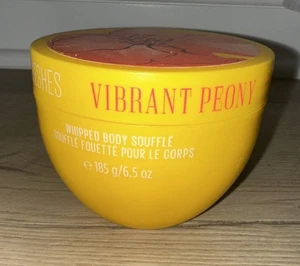 VIBRANT PEONY
WHIPPED BODY SOUFFLÉ
SOUFFLÉ FOUETTÉ POUR LE CORPS
℮ 185 g/6.5 oz